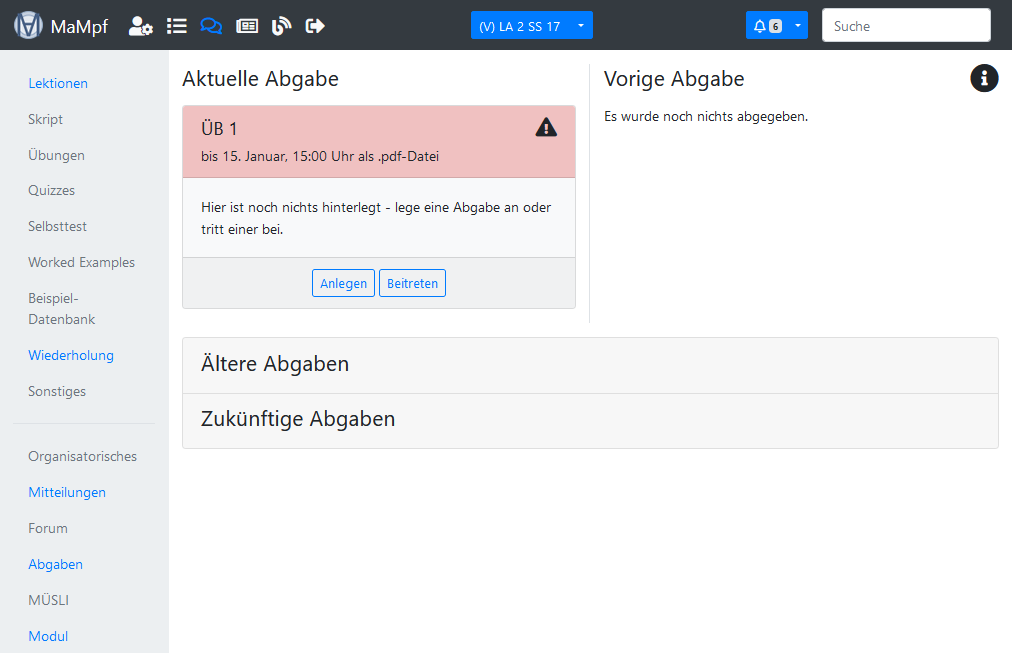 MaMpf
(V) LA 2 SS 17
6
Suche
Lektionen
Skript
Übungen
Quizzes
Selbsttest
Worked Examples
Beispiel-
Datenbank
Wiederholung
Sonstiges
Organisatorisches
Mitteilungen
Forum
Abgaben
MÜSLI
Modul
Aktuelle Abgabe
ÜB 1
bis 15. Januar, 15:00 Uhr als .pdf-Datei
Hier ist noch nichts hinterlegt - lege eine Abgabe an oder
tritt einer bei.
Anlegen
Beitreten
Vorige Abgabe
Es wurde noch nichts abgegeben.
Ältere Abgaben
Zukünftige Abgaben